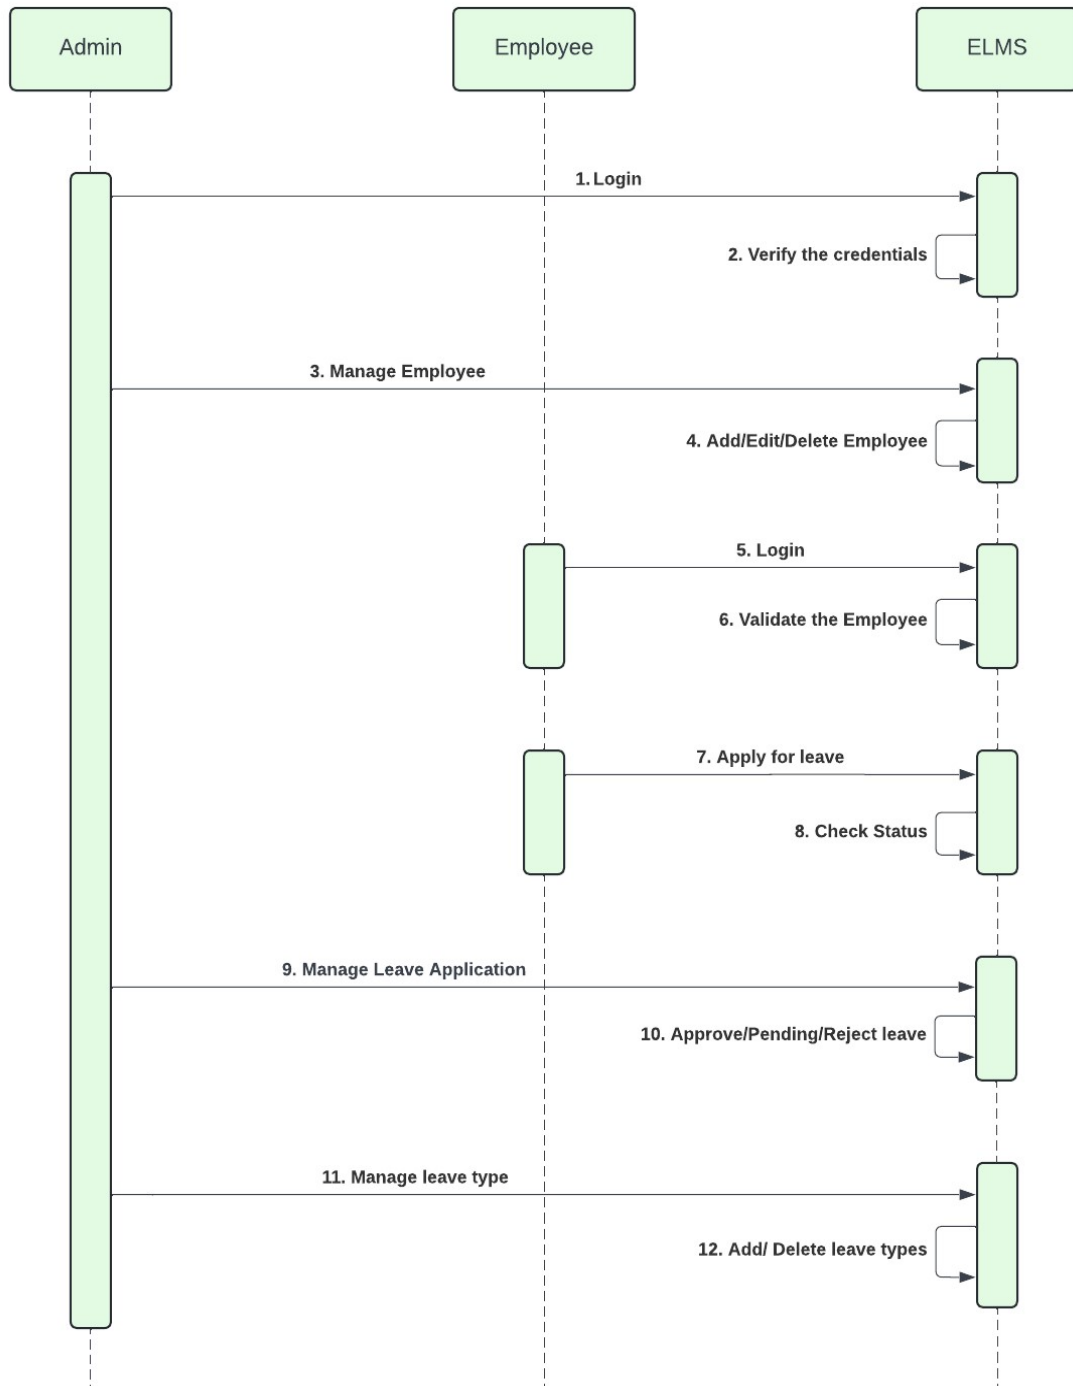 Admin
Employee
ELMS
1. Login
2. Verify the credentials
3. Manage Employee
4. Add/Edit/Delete Employee
5. Login
6. Validate the Employee
7. Apply for leave
8. Check Status
9. Manage Leave Application
10. Approve/Pending/Reject leave
11. Manage leave type
12. Add/ Delete leave types